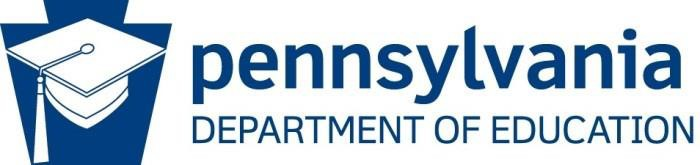 pennsylvania
DEPARTMENT OF EDUCATION